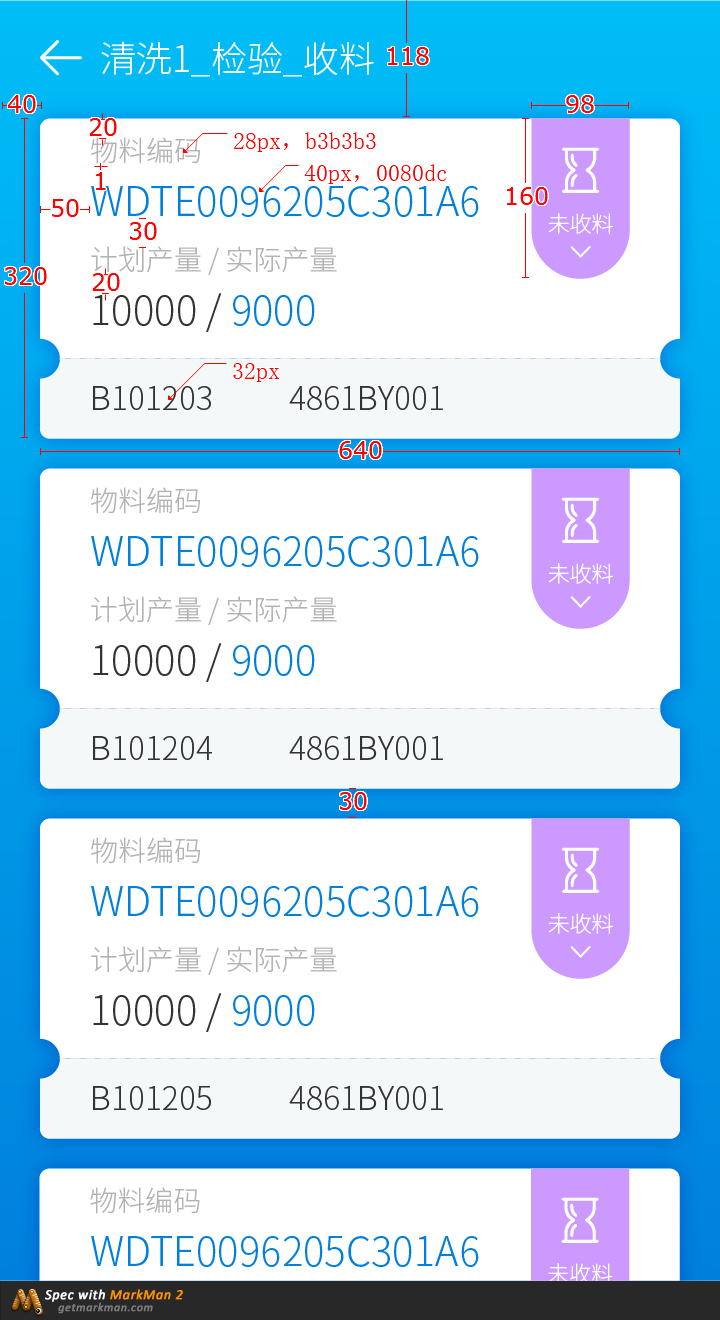 清洗1_检验_收料
118
40
98
20
28px，b3b3b3
物料编码
40px，0080dc
1
WDTE0096205C301A6
50
160
未收料
30
计划产量 / 实际产量
320
20
10000 / 9000
32px
B101203 4861BY001
640
物料编码
WDTE0096205C301A6
未收料
计划产量 / 实际产量
10000 / 9000
B101204 4861BY001
30
物料编码
WDTE0096205C301A6
未收料
计划产量 / 实际产量
10000 / 9000
B101205 4861BY001
物料编码
WDTE0096205C301A6
未收料
Spec with MarkMan 2
getmarkman.com